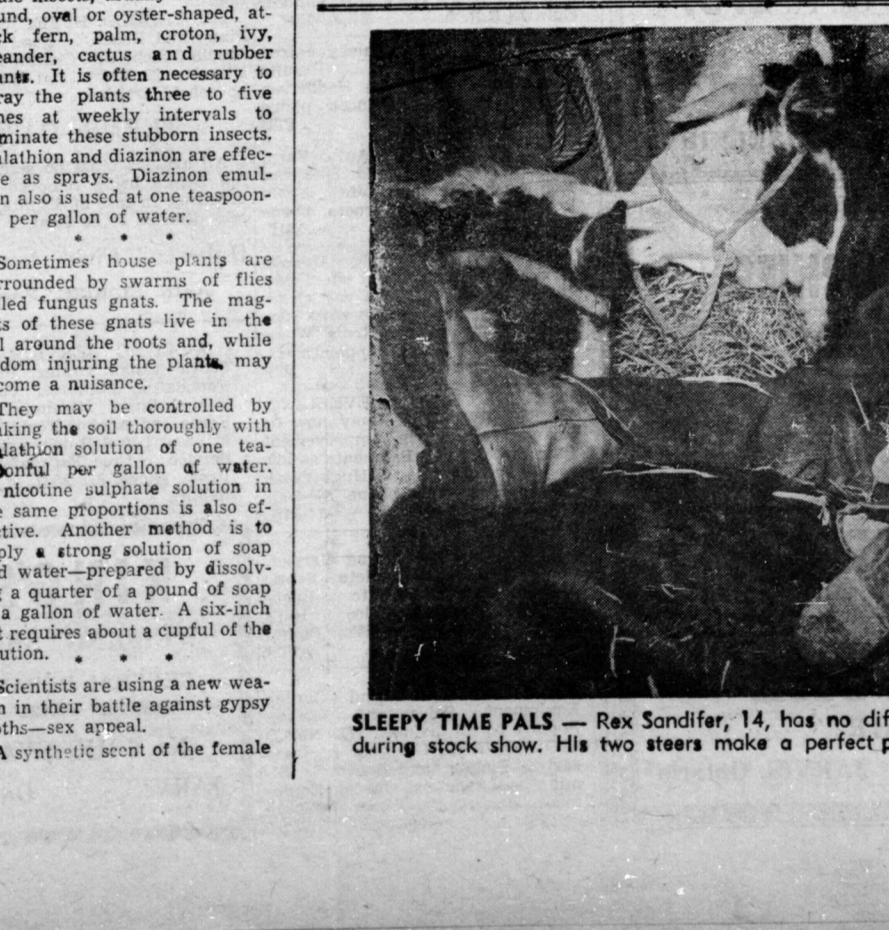 und, oval or oyster-shaped, at-
k fern, palm, croton, ivy,
eander, cactus and rubber
ants. It is often necessary to
ray the plants three to five
nes at weekly intervals to
minate these stubborn insects.
lathion and diazinon are effec-
e as sprays. Diazinon emul-
n also is used at one teaspoon-
per gallon of water.
* * *
Sometimes house plants are
rrounded by swarms of flies
led fungus gnats. The mag-
s of these gnats live in the
l around the roots and, while
dom injuring the plants, may
come a nuisance.
They may be controlled by
aking the soil thoroughly with
lathion solution of one tea-
onful per gallon of water.
nicotine sulphate solution in
e same proportions is also ef-
ctive. Another method is to
ply a strong solution of soap
d water—prepared by dissolv-
g a quarter of a pound of soap
a gallon of water. A six-inch
t requires about a cupful of the
ution.
* * *
Scientists are using a new wea-
n in their battle against gypsy
oths—sex appeal.
A synthetic scent of the female
SLEEPY TIME PALS — Rex Sandifer, 14, has no dif
during stock show. His two steers make a perfect p